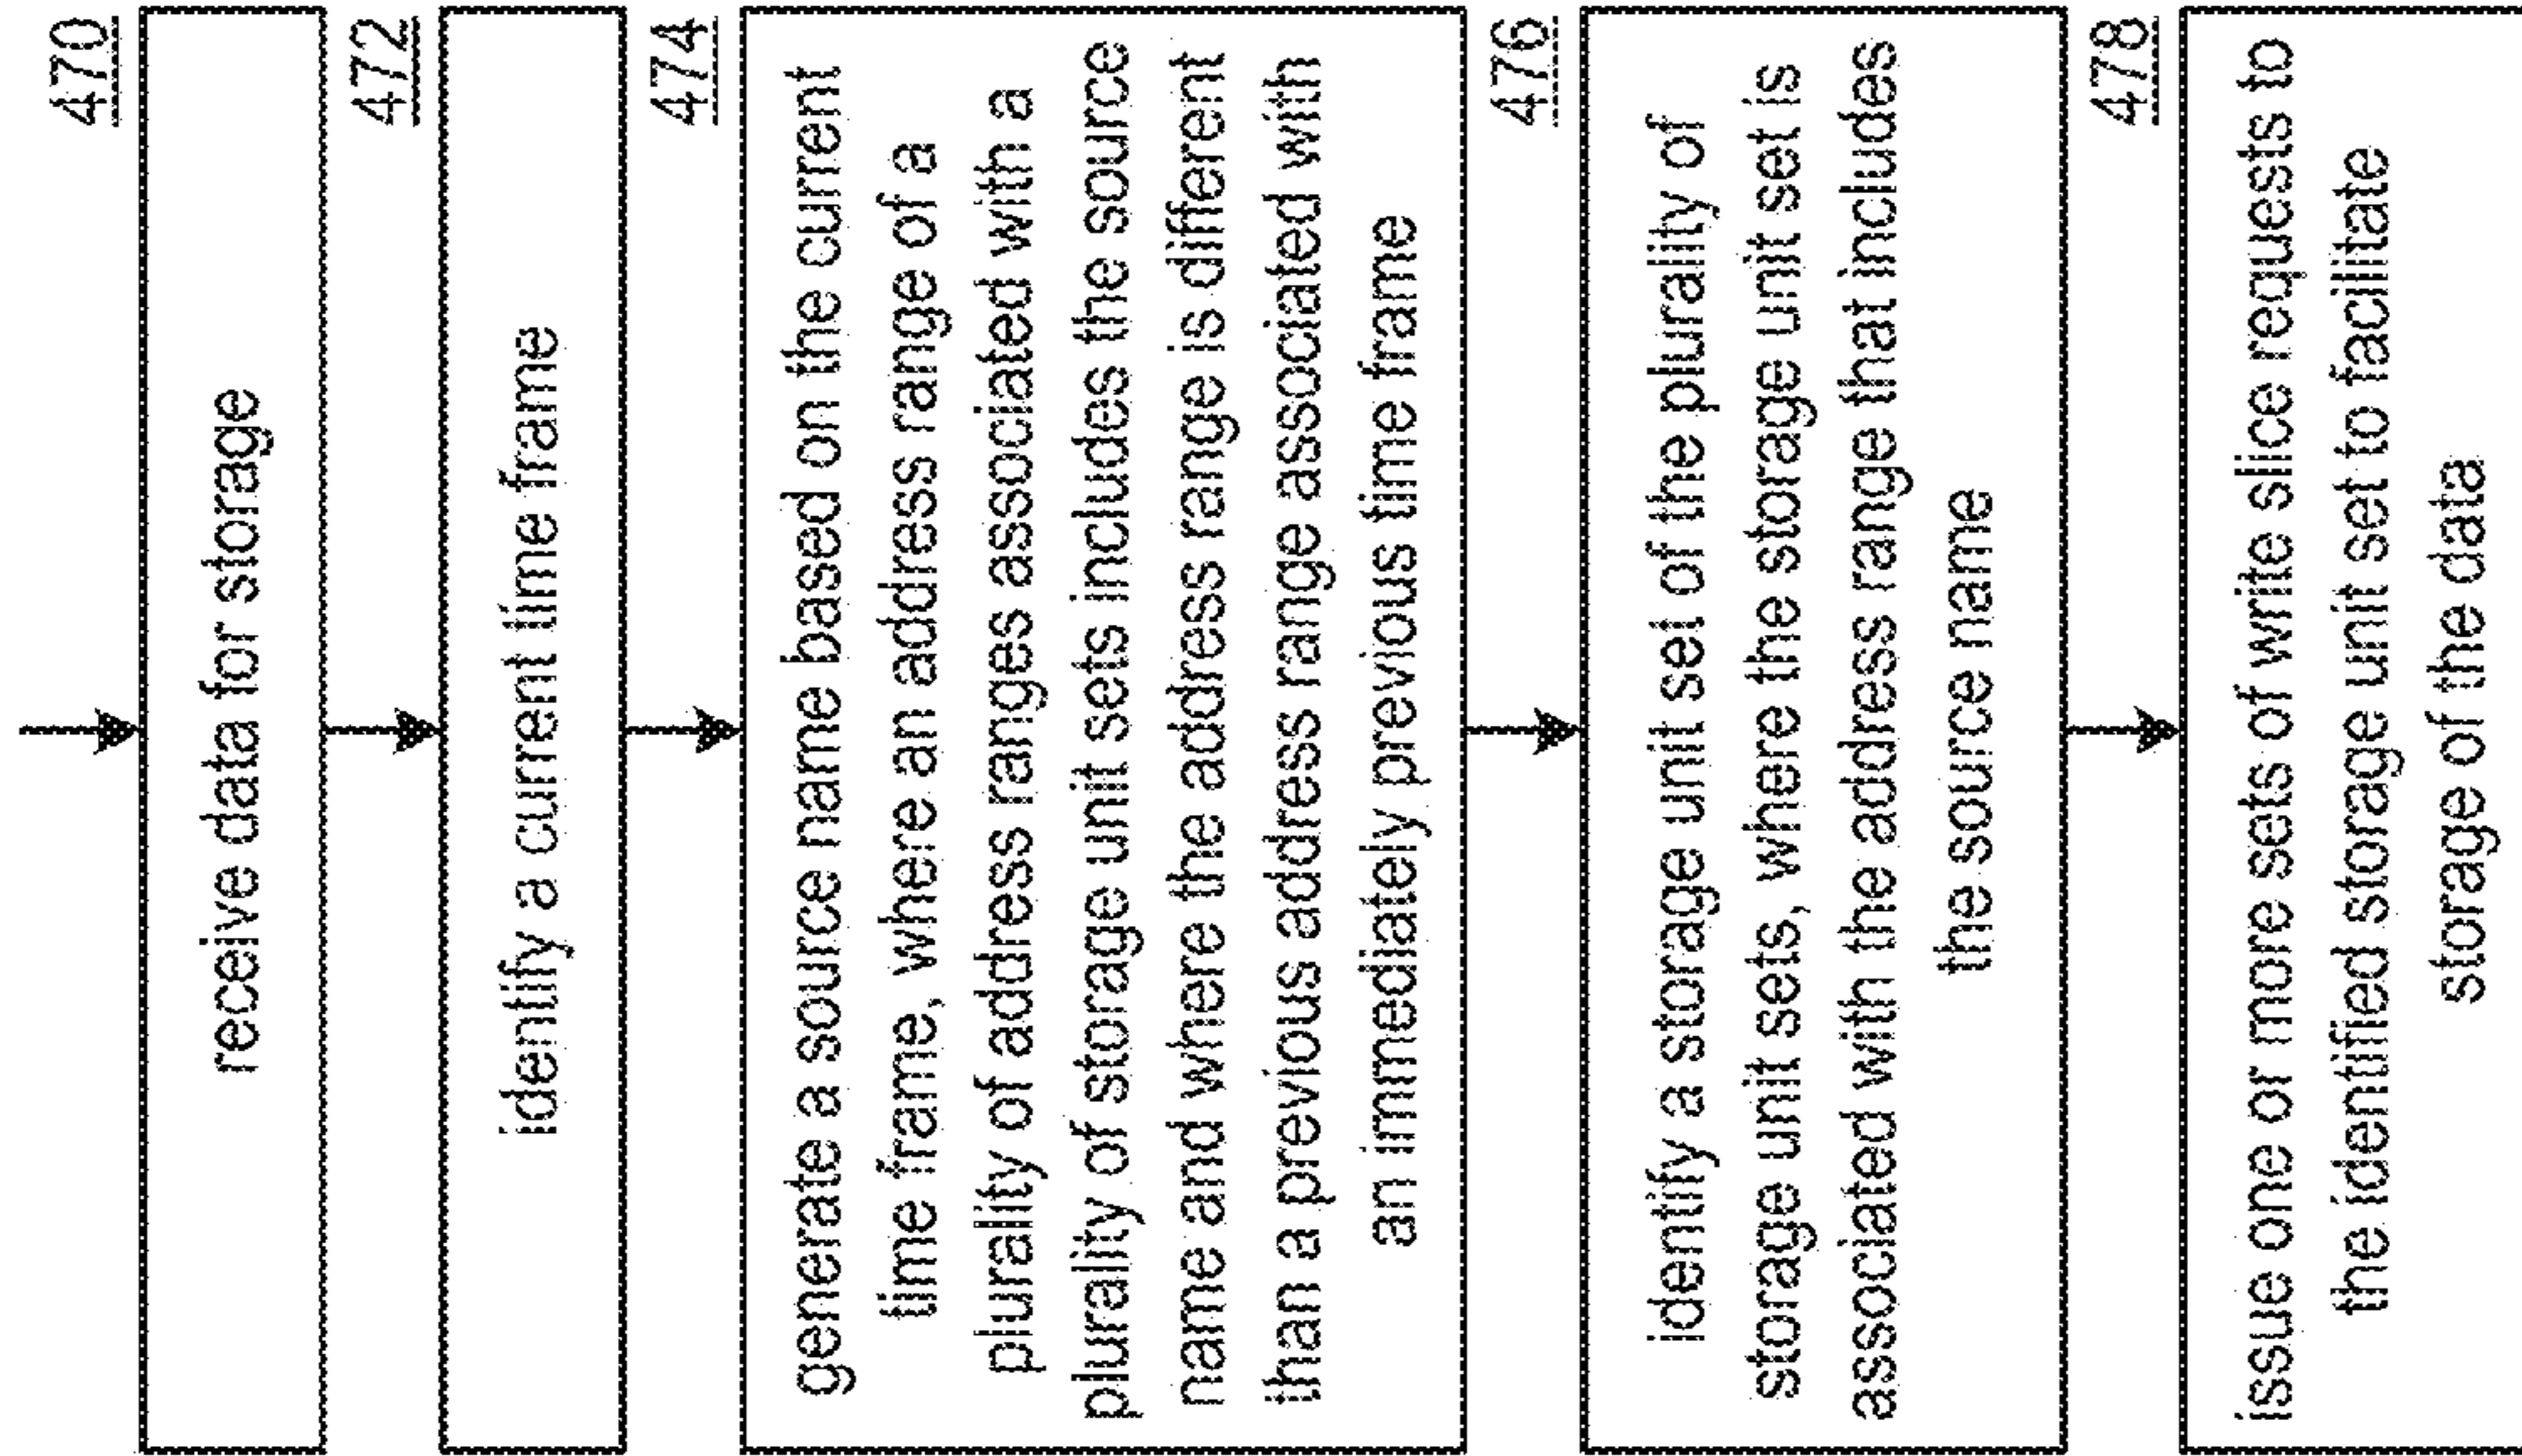 470
receive data for storage
472
identify a current time frame
474
generate a source name based on the current
time frame, where an address range of a
plurality of address ranges associated with a
plurality of storage unit sets includes the source
name and where the address range is different
than a previous address range associated with
an immediately previous time frame
476
identify a storage unit set of the plurality of
storage unit sets, where the storage unit set is
associated with the address range that includes
the source name
478
issue one or more sets of write slice requests to
the identified storage unit set to facilitate
storage of the data